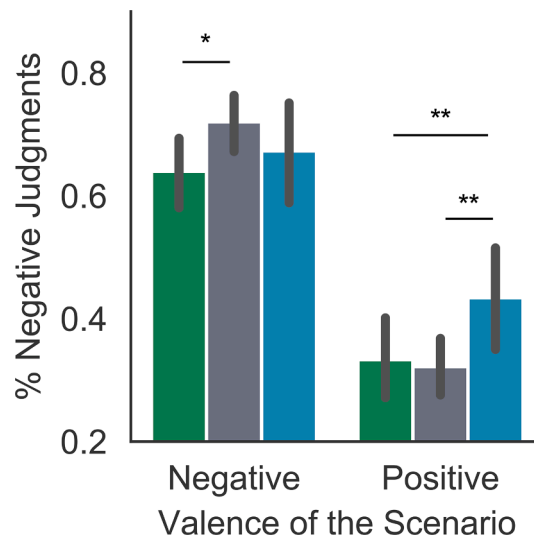 % Negative Judgments
0.8
0.6
0.4
0.2
*
**
**
Negative
Positive
Valence of the Scenario